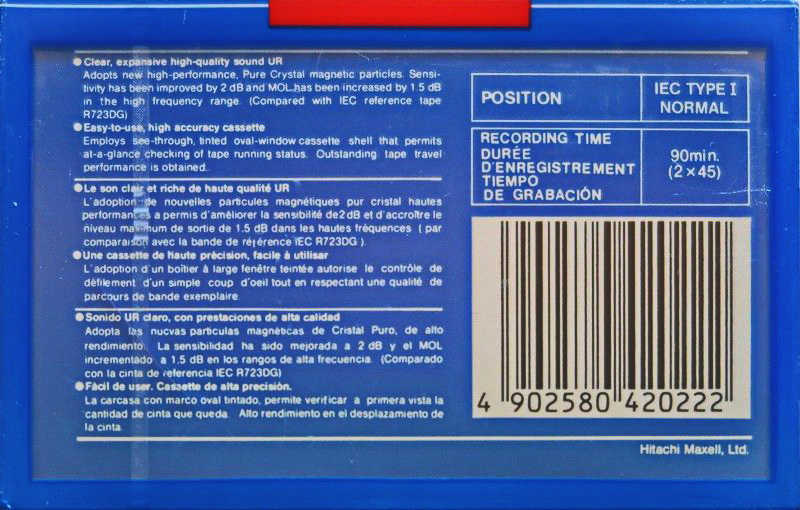 ●Clear, expansive high-quality sound UR
Adopts new high-performance, Pure Crystal magnetic particles. Sensi-
tivity has been improved by 2 dB and MOL has been increased by 1.5 dB
in the high frequency range. (Compared with IEC reference tape
R723DG)
●Easy-to-use, high accuracy cassette
Employs see-through, tinted oval-window cassette shell that permits
at-a-glance checking of tape running status. Outstanding tape travel
performance is obtained.
●Le son clair et riche de haute qualité UR
L'adoption de nouvelles particules magnétiques pur cristal hautes
performances a permis d'améliorer la sensibilité de 2 dB et d'accroître le
niveau maximum de sortie de 1.5 dB dans les hautes fréquences (par
comparaison avec la bande de référence IEC R723DG).
●Une cassette de haute précision, facile à utiliser
L'adoption d'un boîtier à large fenêtre teintée autorise le contrôle de
défilement d'un simple coup d'oeil tout en respectant une qualité de
parcours de bande exemplaire.
●Sonido UR claro, con prestaciones de alta calidad
Adopta las nuevas partículas magnéticas de Cristal Puro, de alto
rendimiento. La sensibilidad ha sido mejorada a 2 dB y el MOL
incrementado a 1.5 dB en los rangos de alta frecuencia. (Comparado
con la cinta de referencia IEC R723DG)
●Fácil de usar. Cassette de alta precisión.
La carcasa con marco oval tintado, permite verificar a primera vista la
cantidad de cinta que queda. Alto rendimiento en el desplazamiento de
la cinta.
POSITION
IEC TYPE I
NORMAL
RECORDING TIME
DURÉE
D'ENREGISTREMENT
TIEMPO
DE GRABACIÓN
90min.
(2×45)
4 902580 420222
Hitachi Maxell, Ltd.